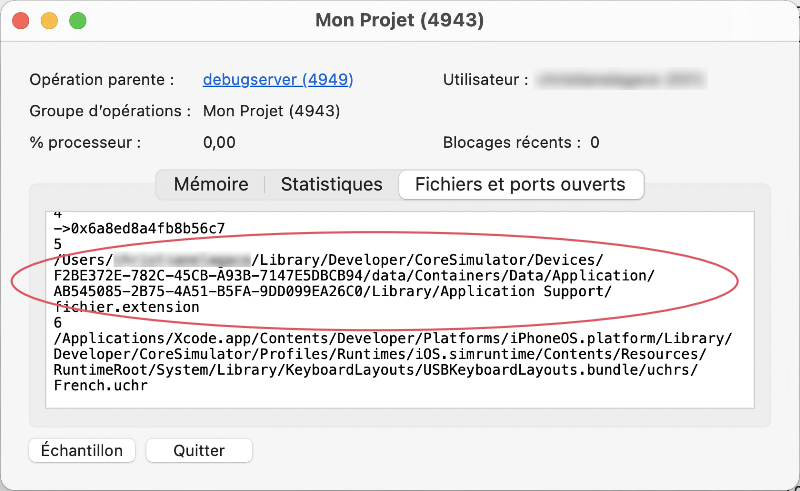 Mon Projet (4943)
Opération parente : debugserver (4949) Utilisateur :
Groupe d'opérations : Mon Projet (4943)
% processeur : 0,00 Blocages récents : 0
Mémoire Statistiques Fichiers et ports ouverts
4
->0x6a8ed8a4fb8b56c7
5
/Users/ /Library/Developer/CoreSimulator/Devices/
F2BE372E-782C-45CB-A93B-7147E5DBCB94/data/Containers/Data/Application/
AB545085-2B75-4A51-B5FA-9DD099EA26C0/Library/Application Support/
fichier.extension
6
/Applications/Xcode.app/Contents/Developer/Platforms/iPhoneOS.platform/Library/
Developer/CoreSimulator/Profiles/Runtimes/iOS.simruntime/Contents/Resources/
RuntimeRoot/System/Library/KeyboardLayouts/USBKeyboardLayouts.bundle/uchrs/
French.uchr
Échantillon Quitter